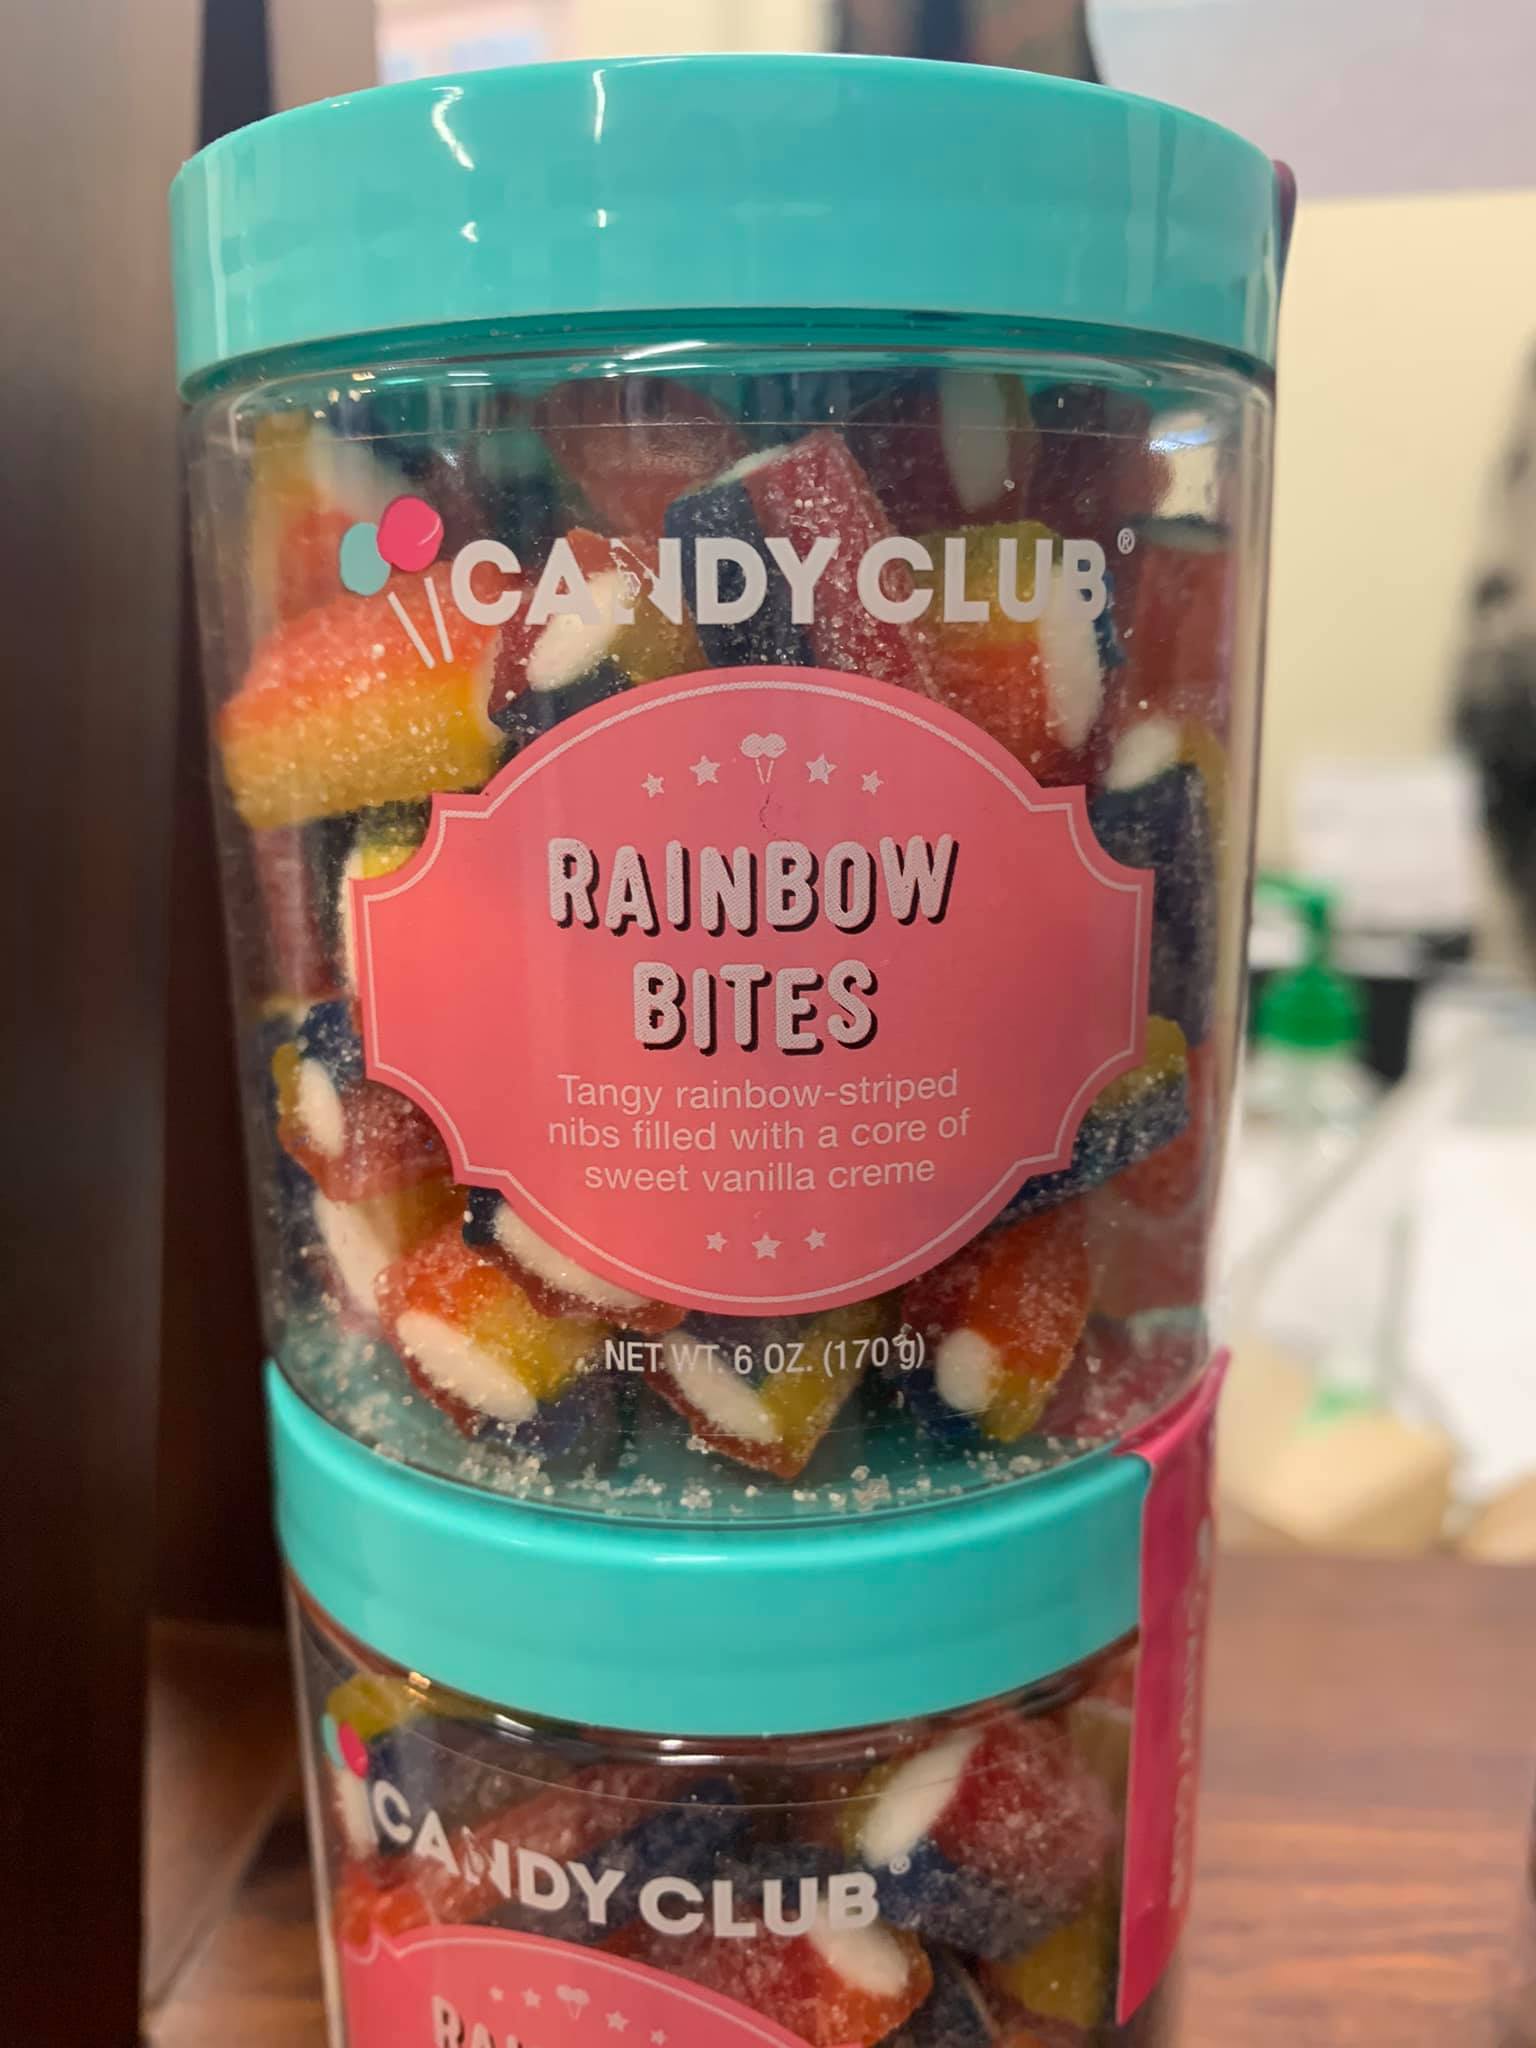 CANDY CLUB®
RAINBOW
BITES
Tangy rainbow-striped
nibs filled with a core of
sweet vanilla creme
NET WT. 6 OZ. (170 g)
CANDY CLUB®